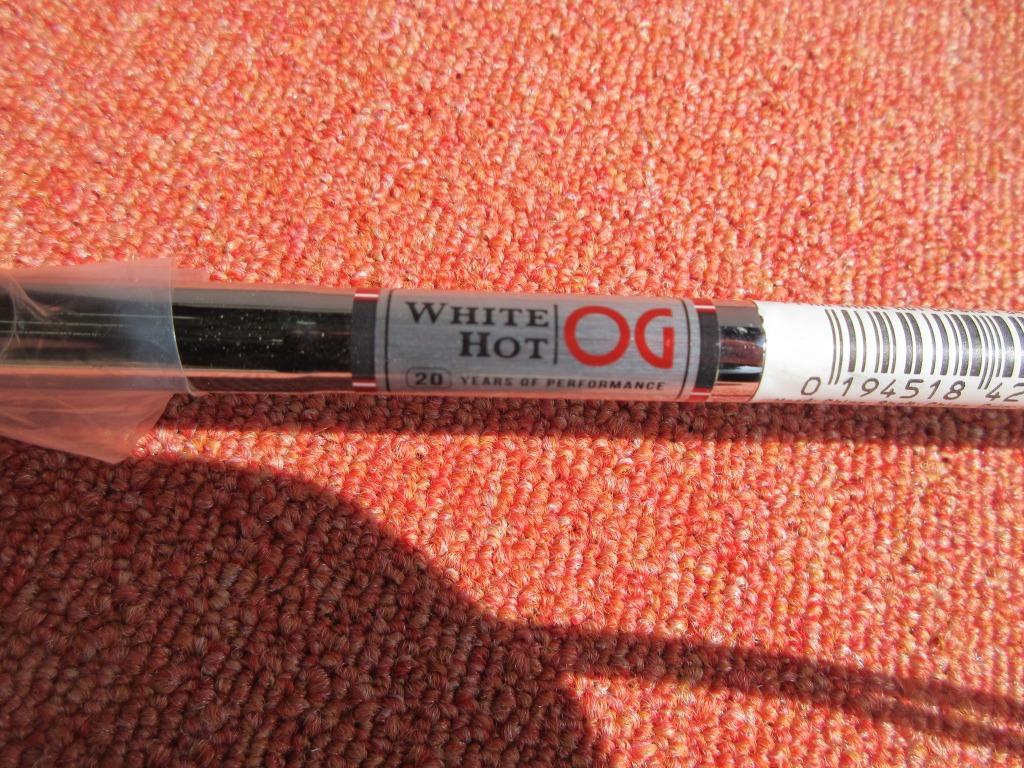 WHITE
HOT
OG
20 YEARS OF PERFORMANCE
0 194518 42